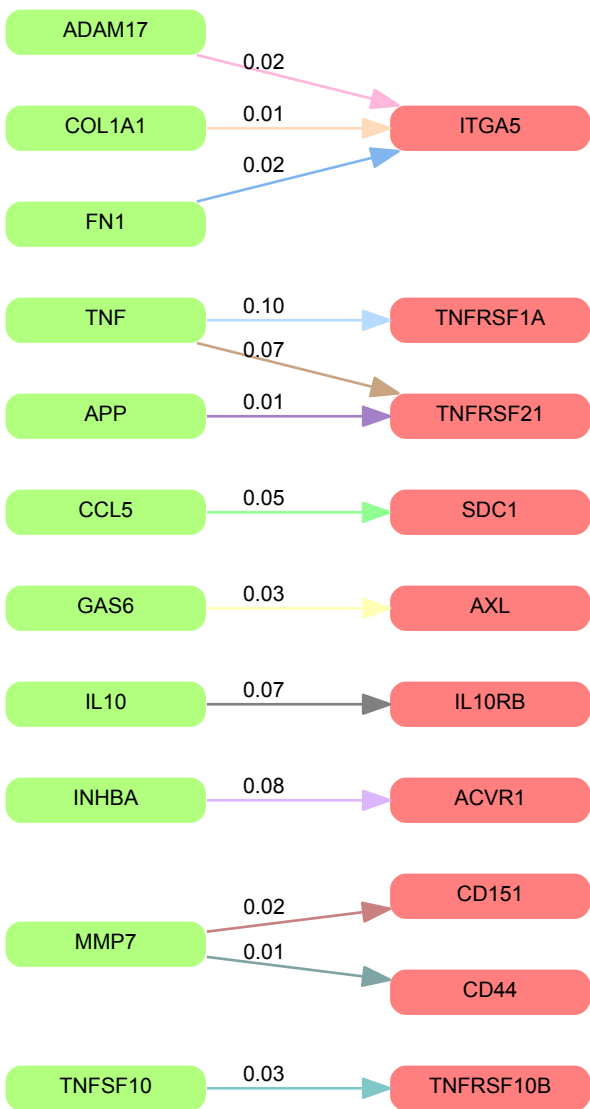 ADAM17
0.02
COL1A1
0.01
ITGA5
0.02
FN1
TNF
0.10
TNFRSF1A
0.07
APP
0.01
TNFRSF21
CCL5
0.05
SDC1
GAS6
0.03
AXL
IL10
0.07
IL10RB
INHBA
0.08
ACVR1
CD151
0.02
MMP7
0.01
CD44
TNFSF10
0.03
TNFRSF10B